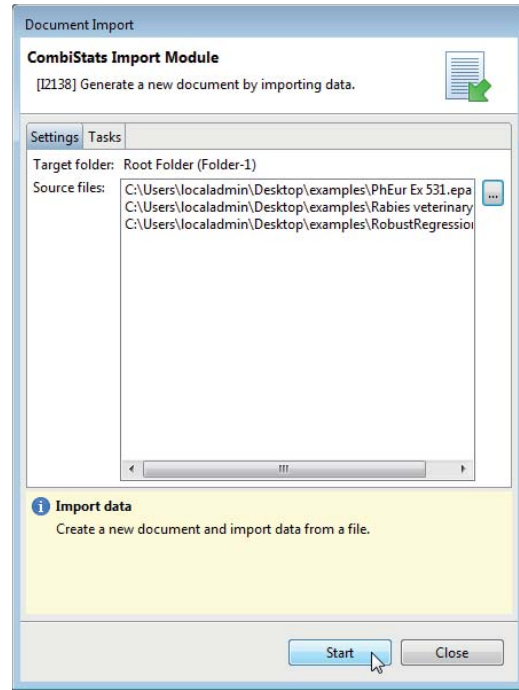 Document Import
CombiStats Import Module
[I2138] Generate a new document by importing data.
Settings Tasks
Target folder: Root Folder (Folder-1)
Source files: C:\Users\localadmin\Desktop\examples\PhEur Ex 531.epa
...
C:\Users\localadmin\Desktop\examples\Rabies veterinary
C:\Users\localadmin\Desktop\examples\RobustRegression
Import data
Create a new document and import data from a file.
Start Close